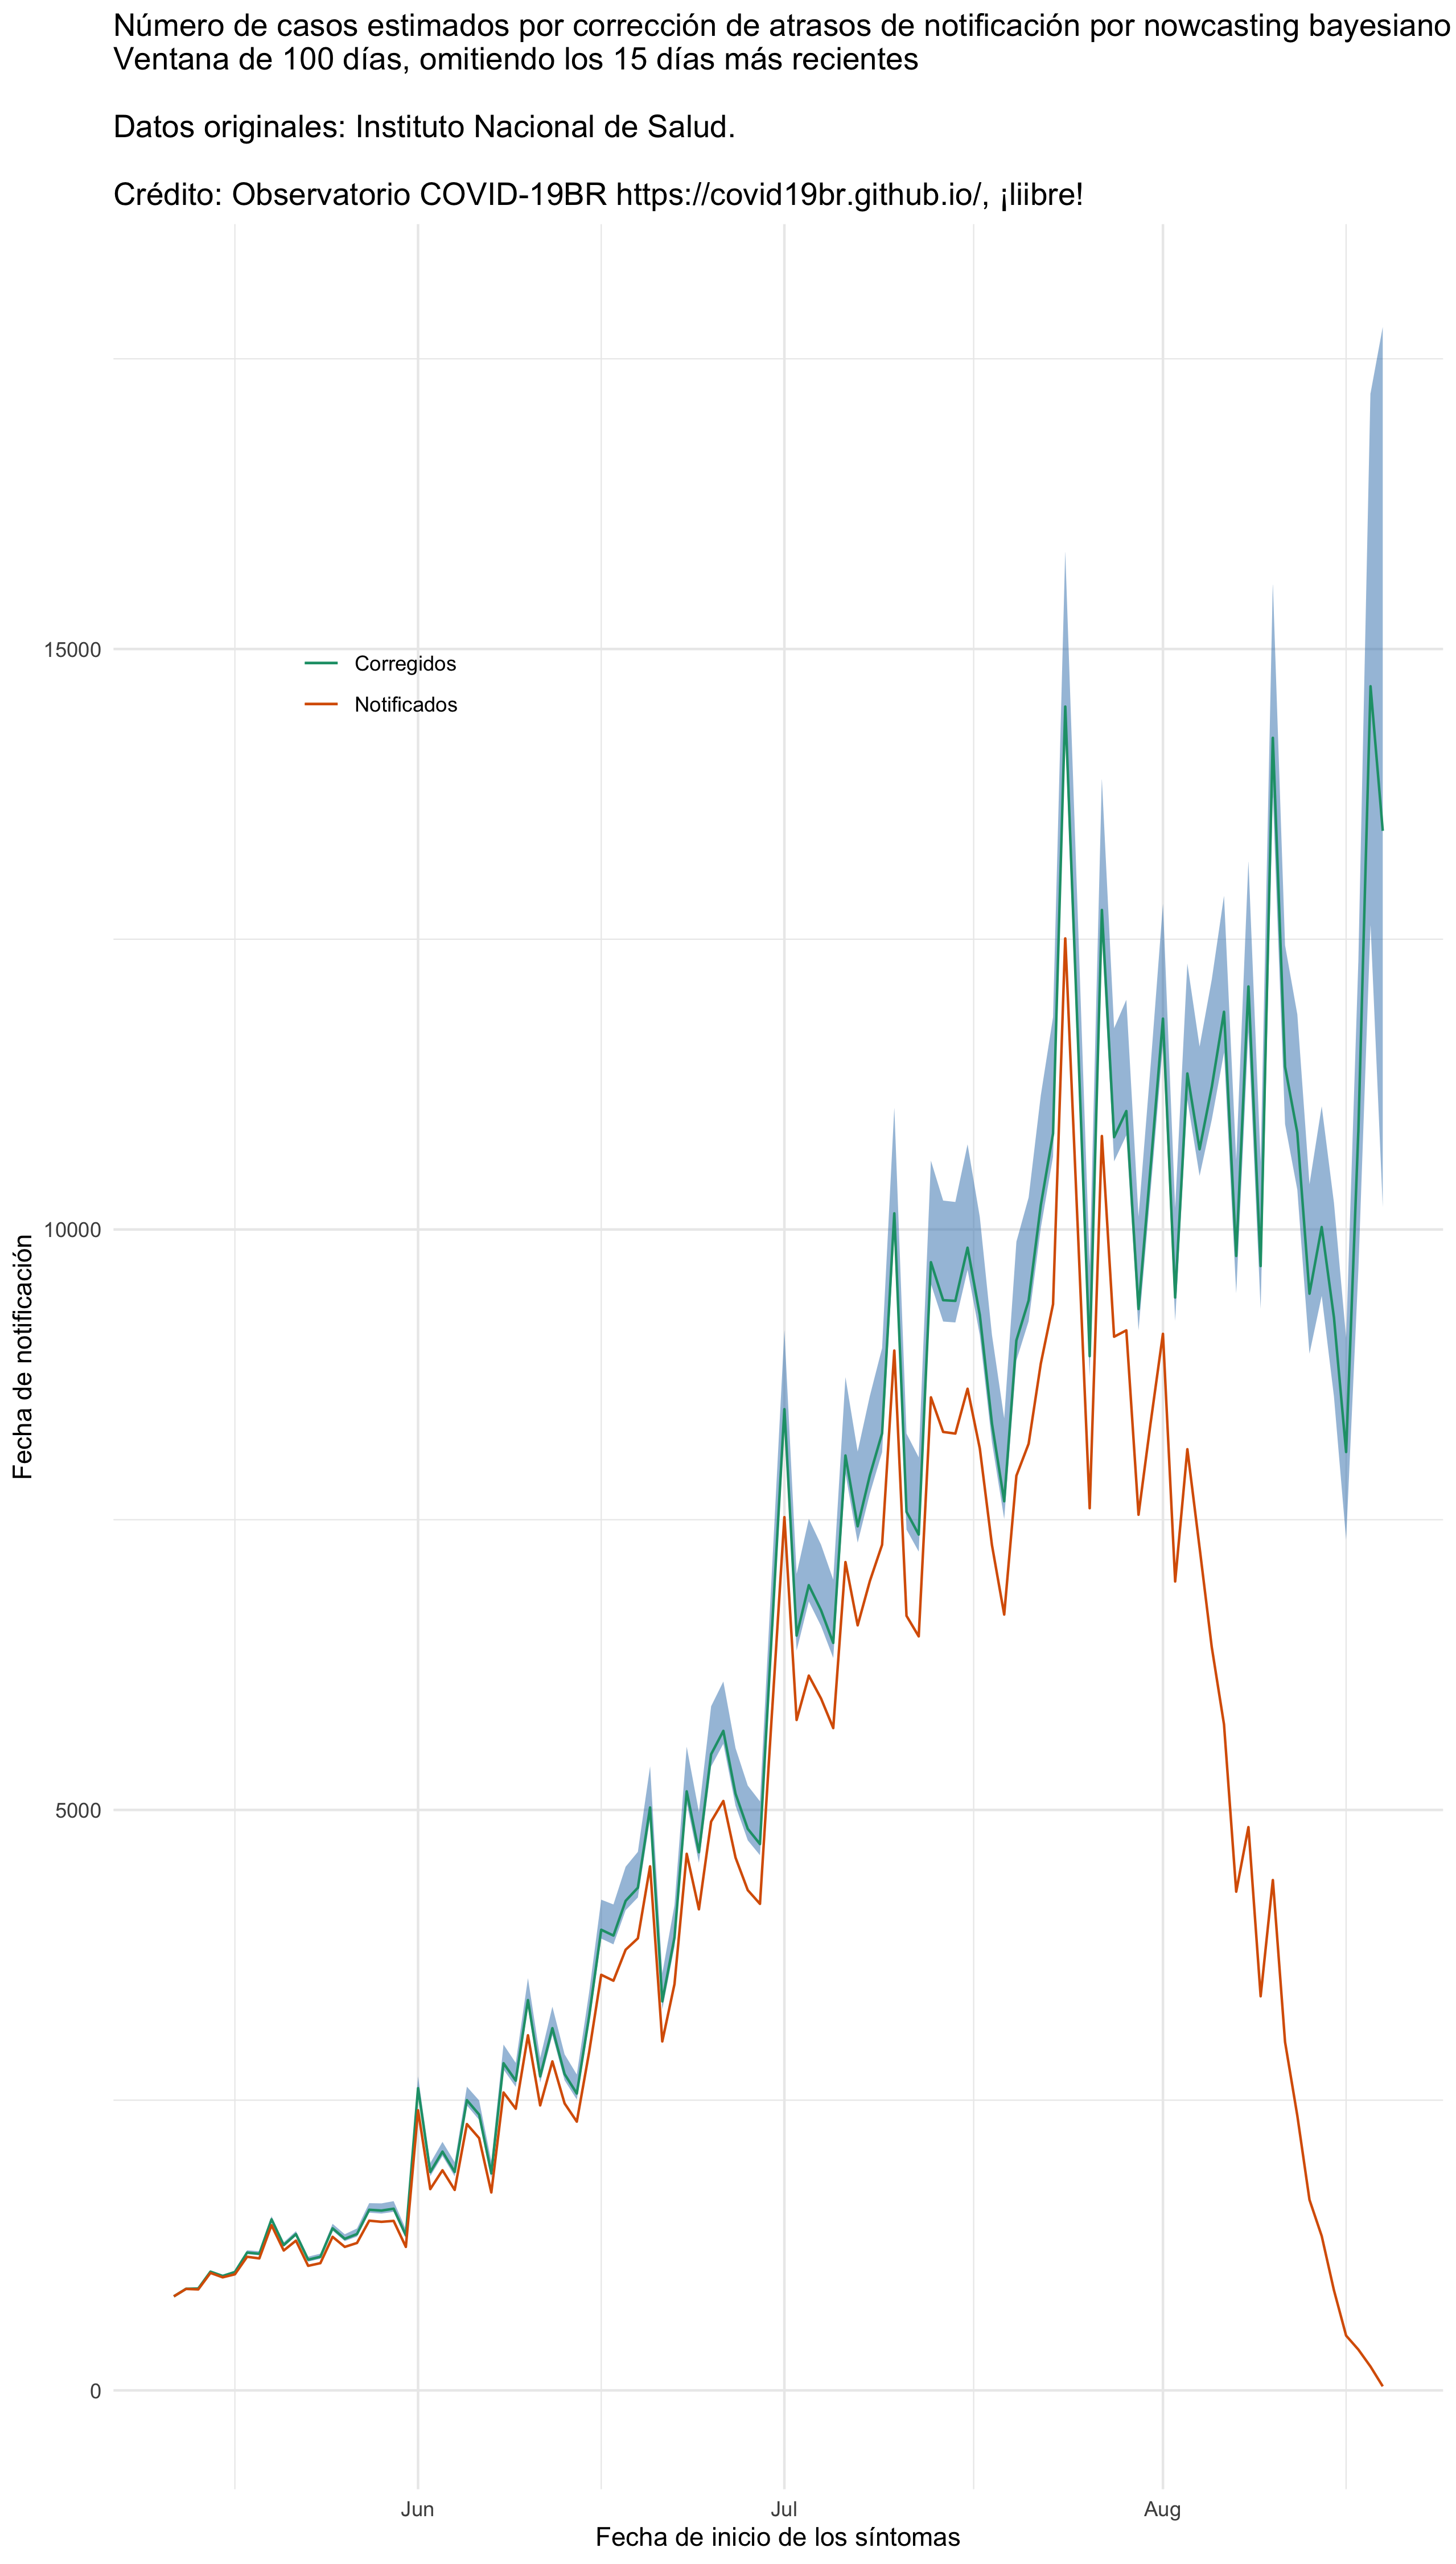 Número de casos estimados por corrección de atrasos de notificación por nowcasting bayesiano
Ventana de 100 días, omitiendo los 15 días más recientes
Datos originales: Instituto Nacional de Salud.
Crédito: Observatorio COVID-19BR https://covid19br.github.io/, ¡liibre!
15000
Corregidos
Notificados
10000
Fecha de notificación
5000
0
Jun
Jul
Aug
Fecha de inicio de los síntomas